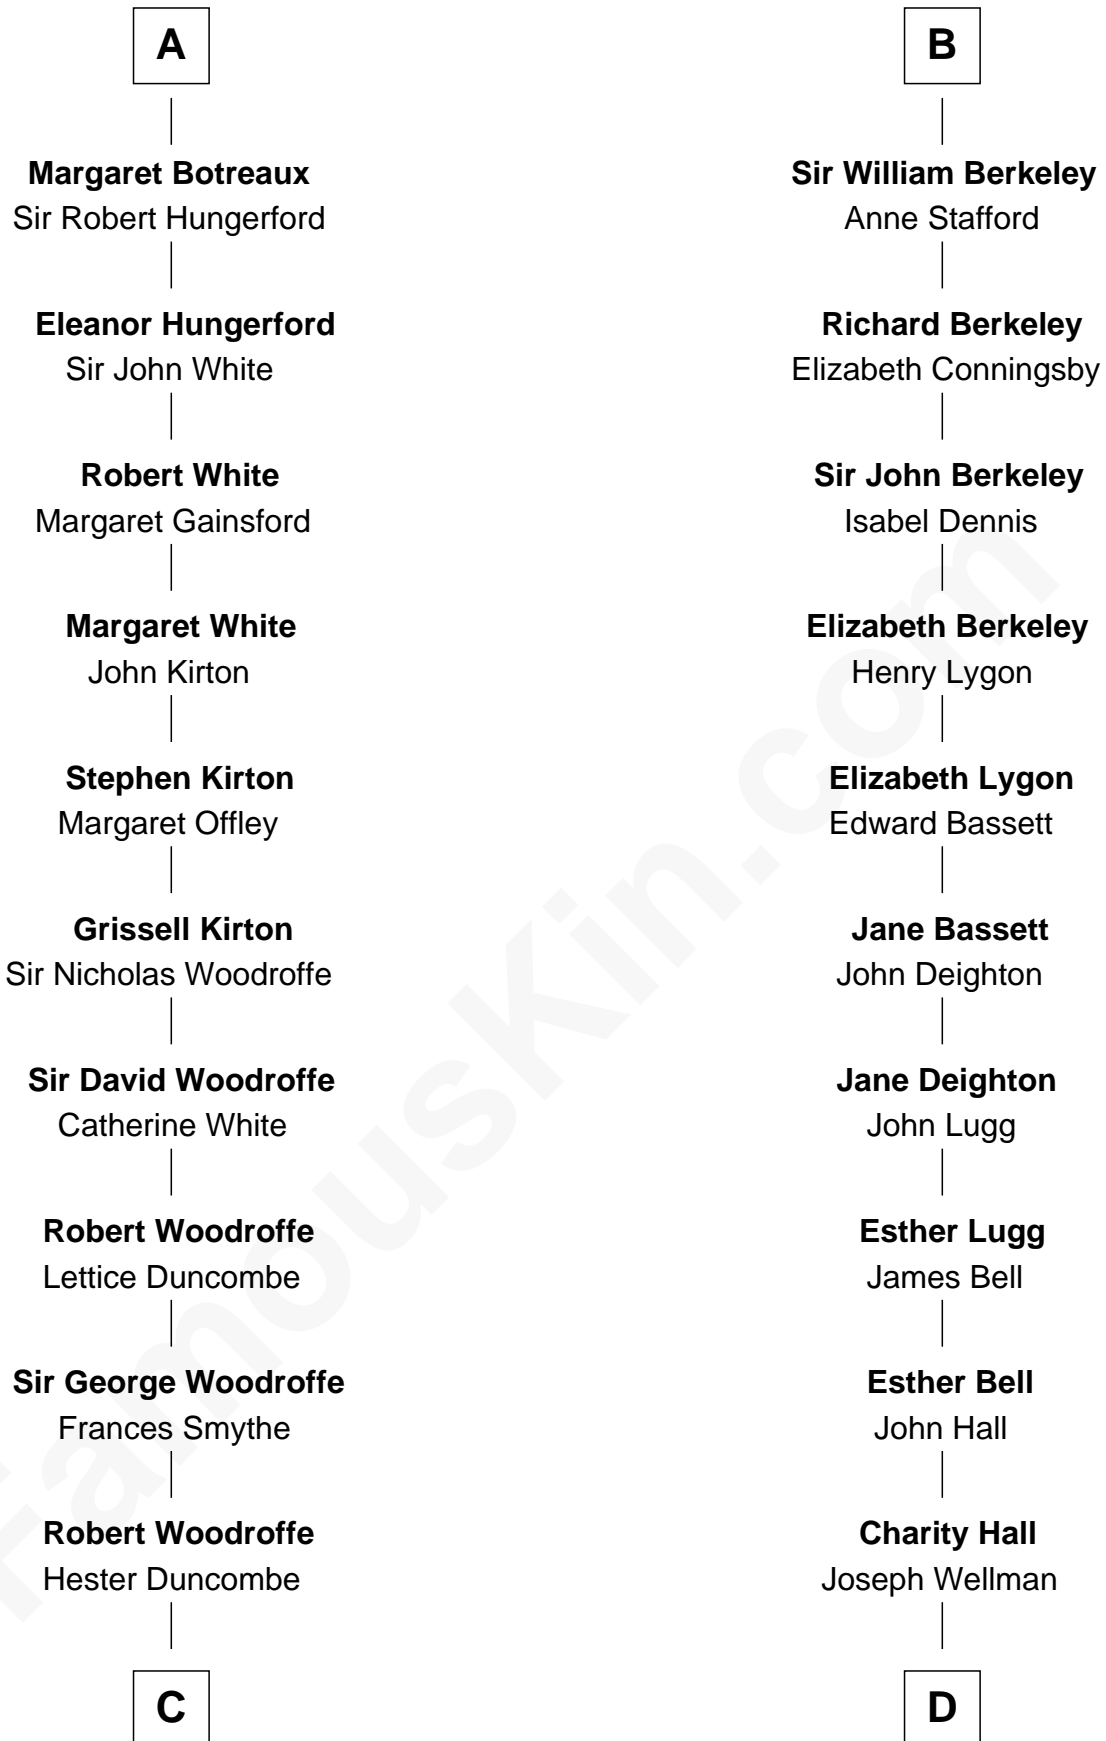 A
Margaret Botreaux
Sir Robert Hungerford
Eleanor Hungerford
Sir John White
Robert White
Margaret Gainsford
Margaret White
John Kirton
Stephen Kirton
Margaret Offley
Grissell Kirton
Sir Nicholas Woodroffe
Sir David Woodroffe
Catherine White
Robert Woodroffe
Lettice Duncombe
Sir George Woodroffe
Frances Smythe
Robert Woodroffe
Hester Duncombe
C
B
Sir William Berkeley
Anne Stafford
Richard Berkeley
Elizabeth Conningsby
Sir John Berkeley
Isabel Dennis
Elizabeth Berkeley
Henry Lygon
Elizabeth Lygon
Edward Bassett
Jane Bassett
John Deighton
Jane Deighton
John Lugg
Esther Lugg
James Bell
Esther Bell
John Hall
Charity Hall
Joseph Wellman
D
FamousKin.com